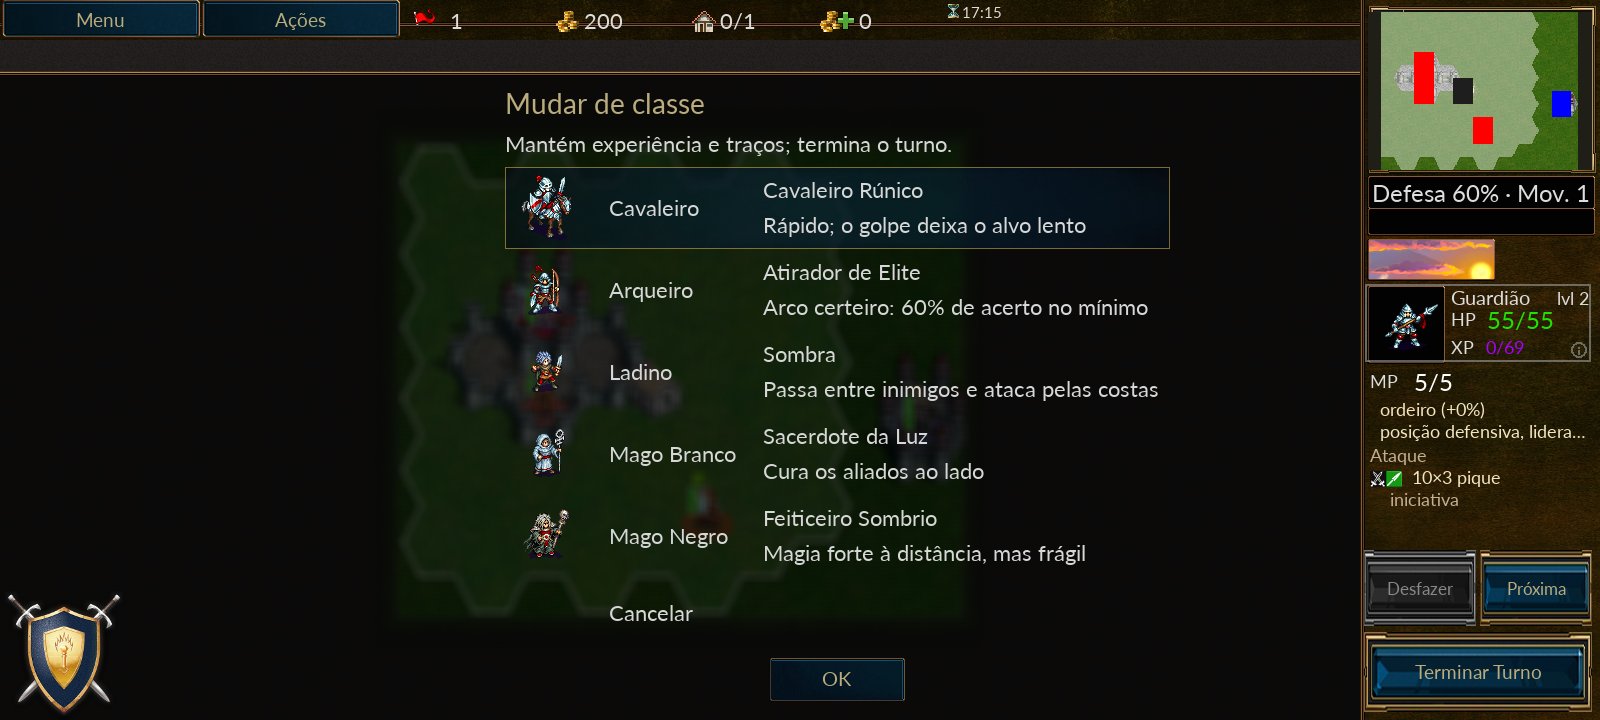 Menu
Ações
1
200
0/1
0
17:15
Mudar de classe
Mantém experiência e traços; termina o turno.
Cavaleiro
Cavaleiro Rúnico
Rápido; o golpe deixa o alvo lento
Arqueiro
Atirador de Elite
Arco certeiro: 60% de acerto no mínimo
Ladino
Sombra
Passa entre inimigos e ataca pelas costas
Mago Branco
Sacerdote da Luz
Cura os aliados ao lado
Mago Negro
Feiticeiro Sombrio
Magia forte à distância, mas frágil
Cancelar
OK
Defesa 60% · Mov. 1
Guardião lvl 2
HP 55/55
XP 0/69
MP 5/5
ordeiro (+0%)
posição defensiva, lidera...
Ataque
10×3 pique
iniciativa
Desfazer
Próxima
Terminar Turno